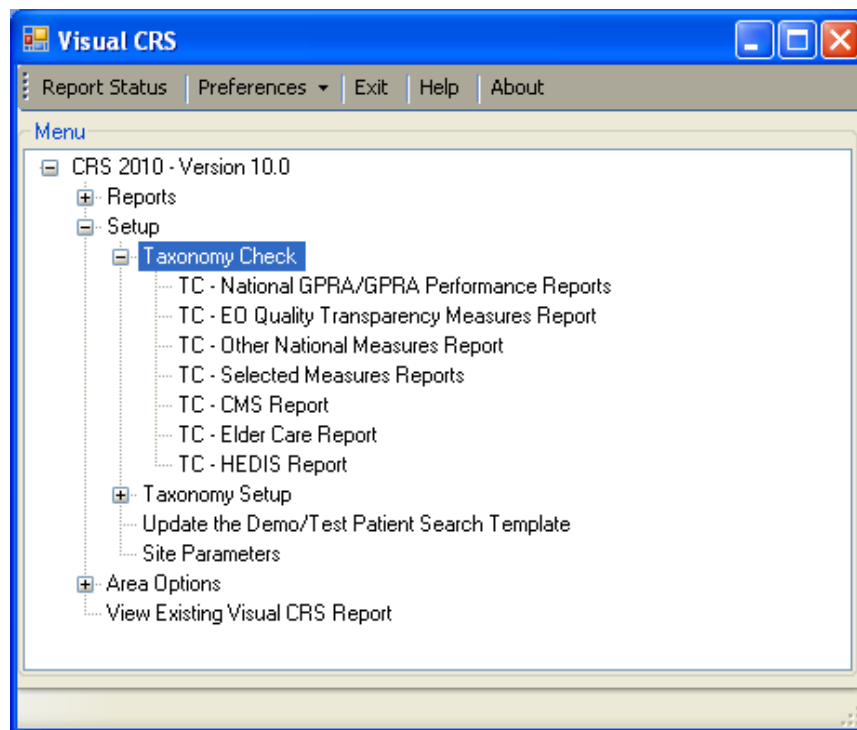 Visual CRS
Report Status Preferences Exit Help About
Menu
CRS 2010 - Version 10.0
Reports
Setup
Taxonomy Check
TC - National GPRA/GPRA Performance Reports
TC - EO Quality Transparency Measures Report
TC - Other National Measures Report
TC - Selected Measures Reports
TC - CMS Report
TC - Elder Care Report
TC - HEDIS Report
Taxonomy Setup
Update the Demo/Test Patient Search Template
Site Parameters
Area Options
View Existing Visual CRS Report